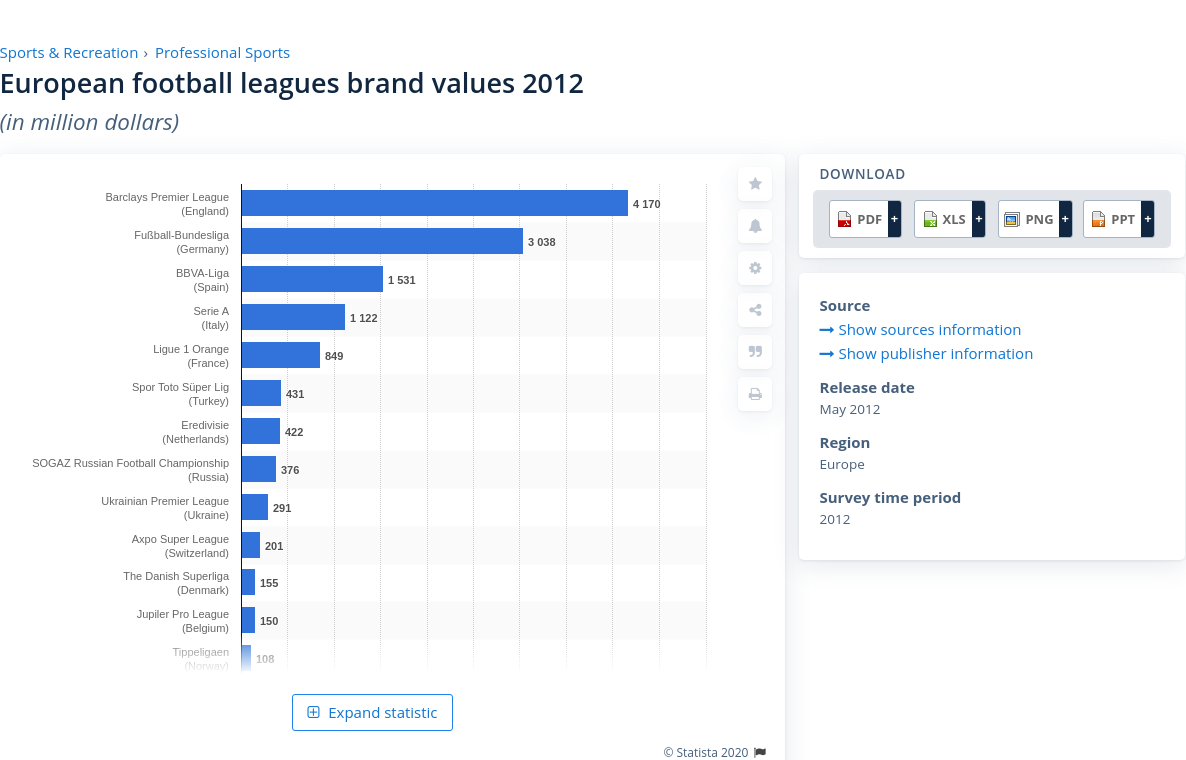 Sports & Recreation › Professional Sports
European football leagues brand values 2012
(in million dollars)
Barclays Premier League
(England)
4 170
Fußball-Bundesliga
(Germany)
3 038
BBVA-Liga
(Spain)
1 531
Serie A
(Italy)
1 122
Ligue 1 Orange
(France)
849
Spor Toto Süper Lig
(Turkey)
431
Eredivisie
(Netherlands)
422
SOGAZ Russian Football Championship
(Russia)
376
Ukrainian Premier League
(Ukraine)
291
Axpo Super League
(Switzerland)
201
The Danish Superliga
(Denmark)
155
Jupiler Pro League
(Belgium)
150
Tippeligaen
(Norway)
108
Expand statistic
© Statista 2020
DOWNLOAD
PDF + XLS + PNG + PPT +
Source
Show sources information
Show publisher information
Release date
May 2012
Region
Europe
Survey time period
2012